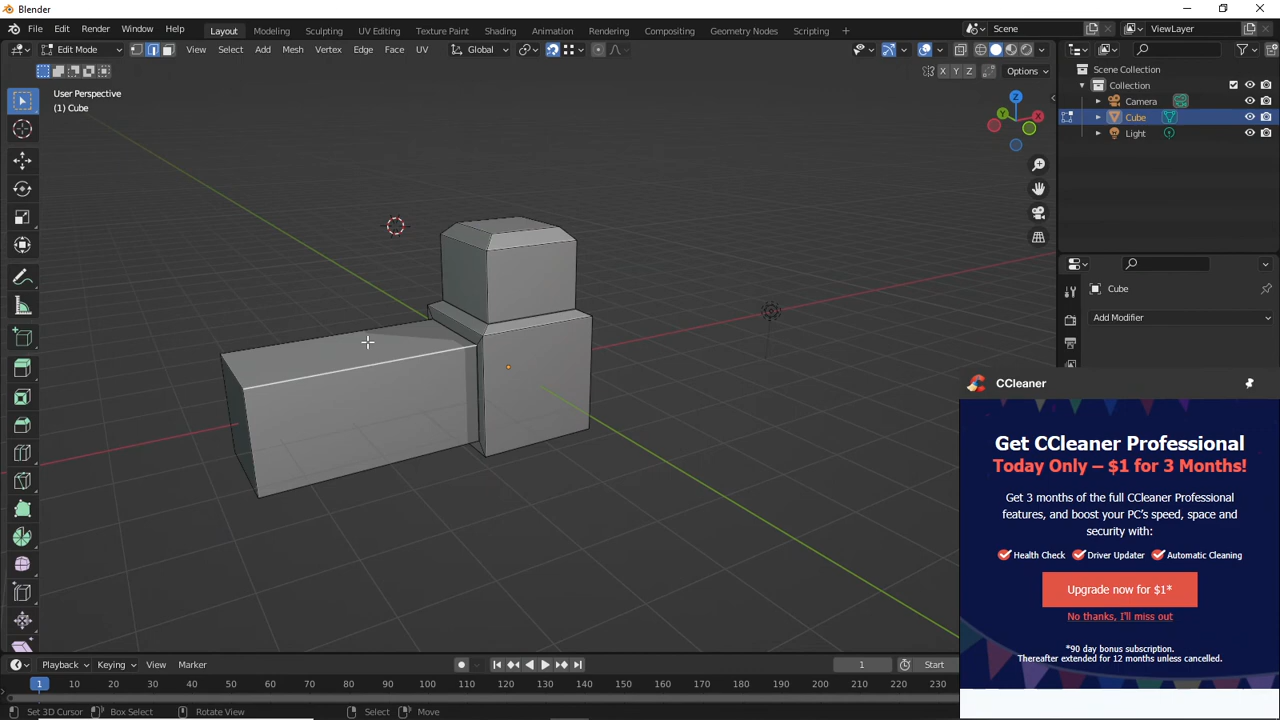 Blender
File Edit Render Window Help Layout Modeling Sculpting UV Editing Texture Paint Shading Animation Compositing Rendering Geometry Nodes Scripting + Scene ViewLayer
Edit Mode View Select Add Mesh Vertex Edge Face UV Global
X Y Z Options
User Perspective
(1) Cube
Z
Y X
Scene Collection
Collection
Camera
Cube
Light
Cube
Add Modifier
CCleaner
Get CCleaner Professional
Today Only – $1 for 3 Months!
Get 3 months of the full CCleaner Professional
features, and boost your PC's speed, space and
security with:
Health Check Driver Updater Automatic Cleaning
Upgrade now for $1*
No thanks, I'll miss out
*90 day bonus subscription.
Thereafter extended for 12 months unless cancelled.
Playback Keying View Marker 1 Start
1 10 20 30 40 50 60 70 80 90 100 110 120 130 140 150 160 170 180 190 200 210 220 230
Set 3D Cursor Box Select Rotate View Select Move